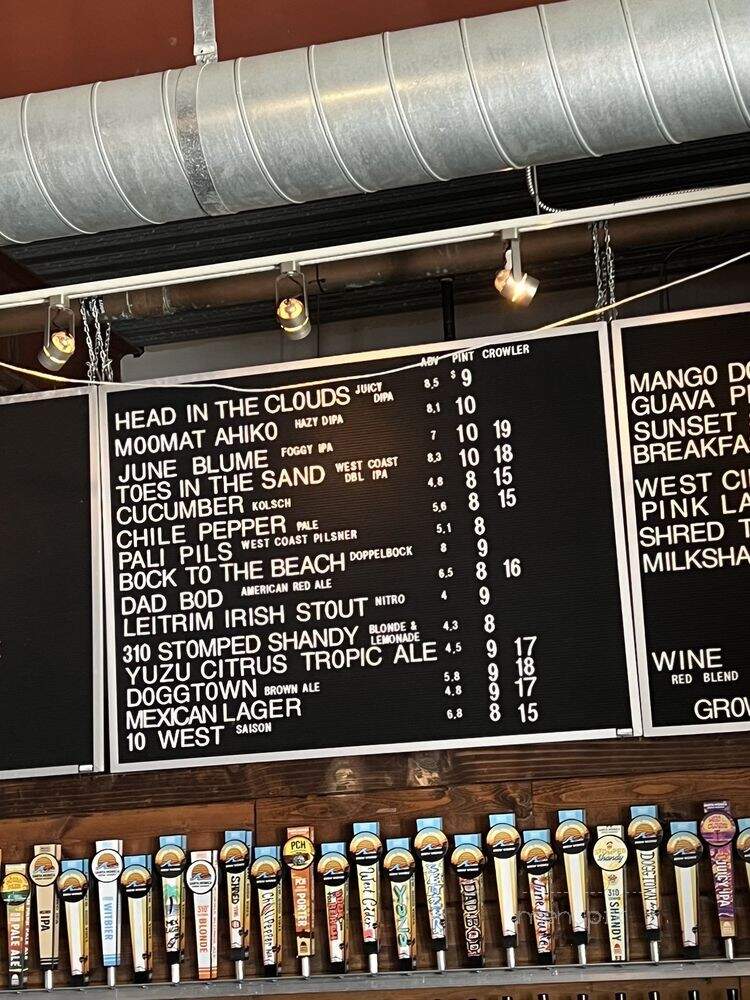 ABV PINT CROWLER
HEAD IN THE CLOUDS JUICY DIPA 8,5 $9
MOOMAT AHIKO HAZY DIPA 8,1 10
JUNE BLUME FOGGY IPA 7 10 19
TOES IN THE SAND WEST COAST DBL IPA 8,3 10 18
CUCUMBER KOLSCH 4,8 8 15
CHILE PEPPER PALE 5,6 8 15
PALI PILS WEST COAST PILSNER 5,1 8
BOCK TO THE BEACH DOPPELBOCK 8 9
DAD BOD AMERICAN RED ALE 6,5 8 16
LEITRIM IRISH STOUT NITRO 4 9
310 STOMPED SHANDY BLONDE & LEMONADE 4,3 8
YUZU CITRUS TROPIC ALE 4,5 9 17
DOGGTOWN BROWN ALE 5,8 9 18
MEXICAN LAGER 4,8 9 17
10 WEST SAISON 6,8 8 15
MANGO
GUAVA
SUNSET
WEST
PINK
SHRED
WINE
RED BLEND
PALE ALE
IPA
WITBIER
310
BLONDE
SHRED
PCH
DAD BOD
310 SHANDY
JUICY IPA